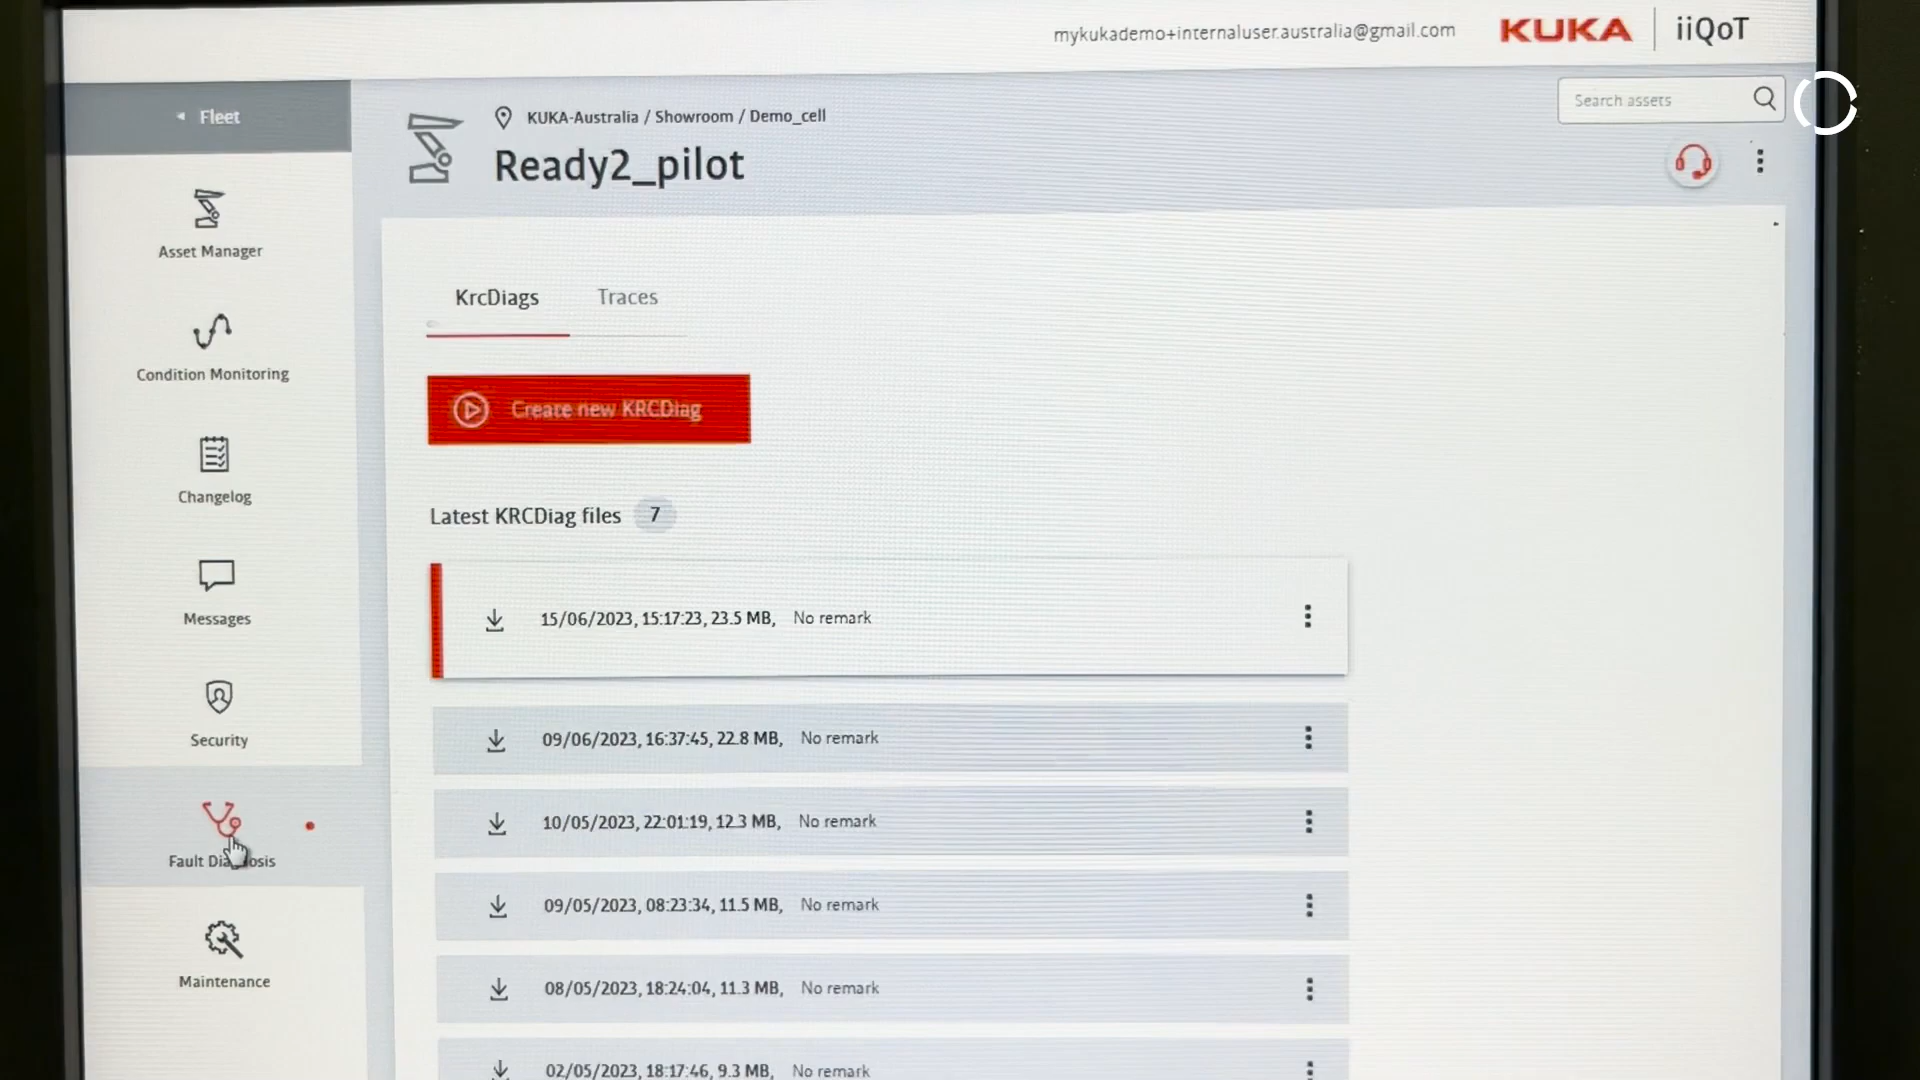 mykukademo+internaluser.australia@gmail.com
KUKA
iiQoT
Fleet
Search assets
KUKA-Australia / Showroom / Demo_cell
Ready2_pilot
Asset Manager
Condition Monitoring
Changelog
Messages
Security
Fault Diagnosis
Maintenance
KrcDiags
Traces
Create new KRCDiag
Latest KRCDiag files 7
15/06/2023, 15:17:23, 23.5 MB, No remark
09/06/2023, 16:37:45, 22.8 MB, No remark
10/05/2023, 22:01:19, 12.3 MB, No remark
09/05/2023, 08:23:34, 11.5 MB, No remark
08/05/2023, 18:24:04, 11.3 MB, No remark
02/05/2023, 18:17:46, 9.3 MB, No remark